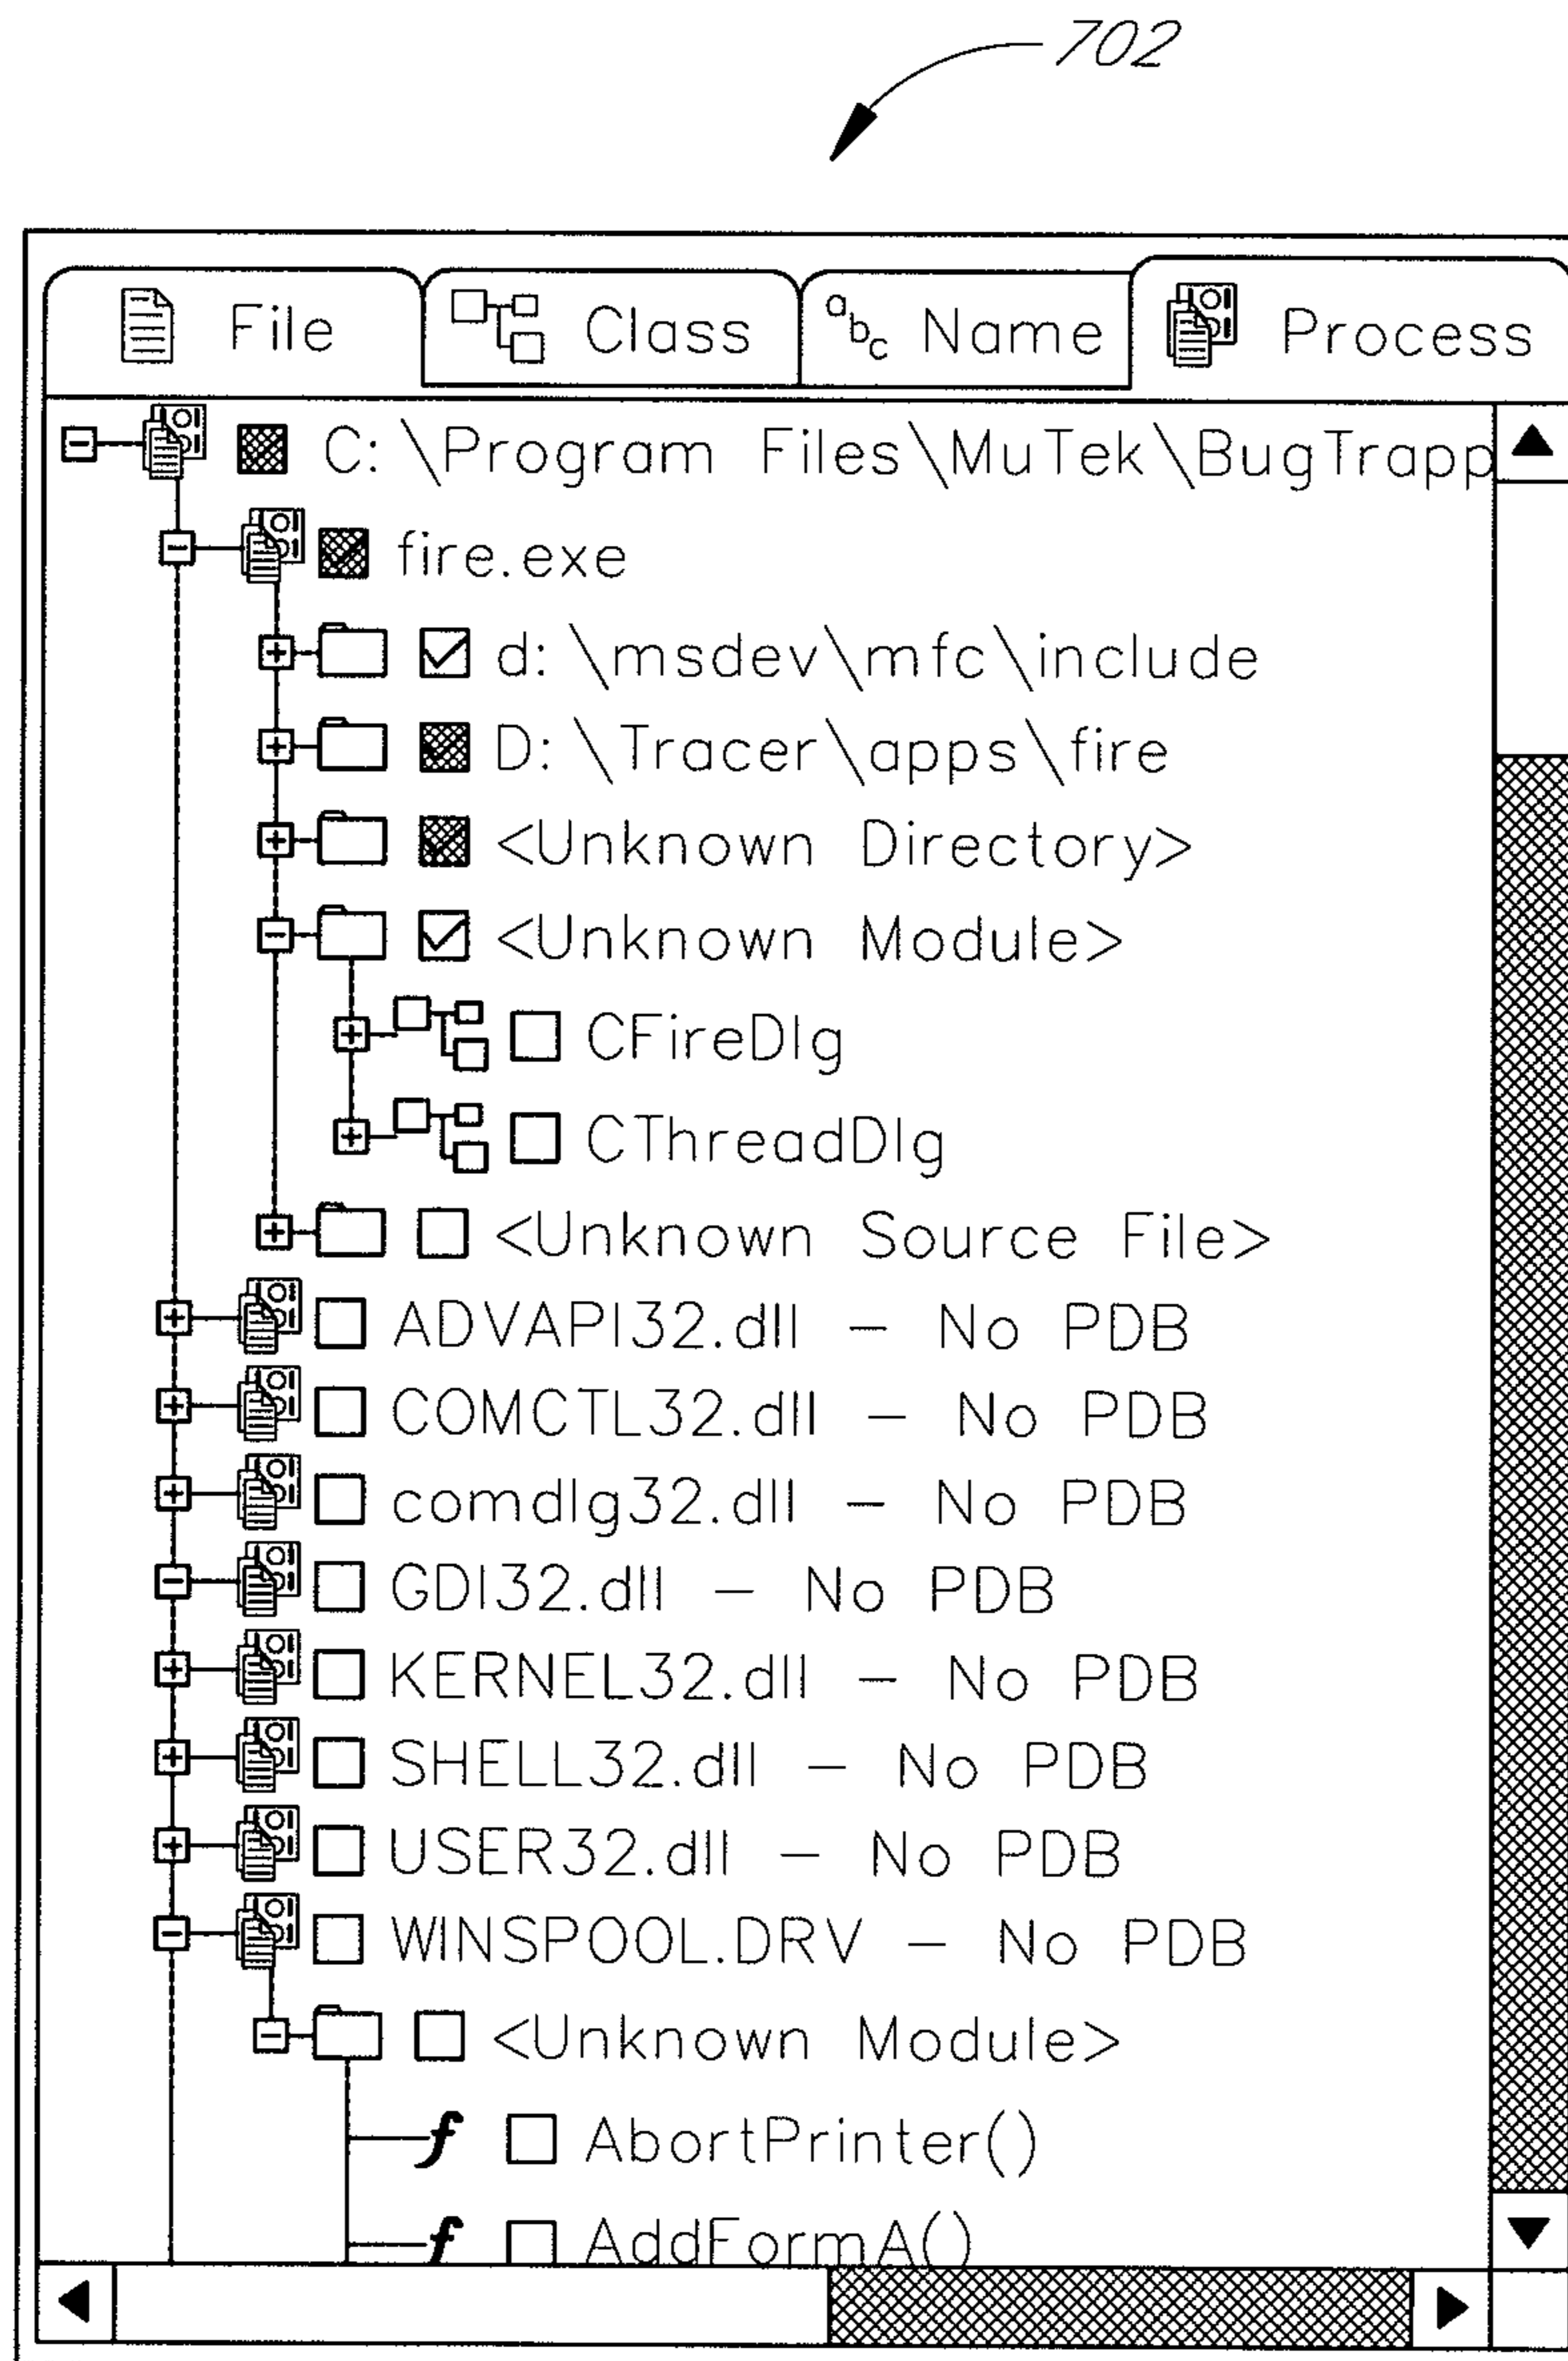 702
File Class abc Name Process
C:\Program Files\MuTek\BugTrapp
fire.exe
d:\msdev\mfc\include
D:\Tracer\apps\fire
<Unknown Directory>
<Unknown Module>
CFireDlg
CThreadDlg
<Unknown Source File>
ADVAPI32.dll – No PDB
COMCTL32.dll – No PDB
comdlg32.dll – No PDB
GDI32.dll – No PDB
KERNEL32.dll – No PDB
SHELL32.dll – No PDB
USER32.dll – No PDB
WINSPOOL.DRV – No PDB
<Unknown Module>
f AbortPrinter()
f AddFormA()